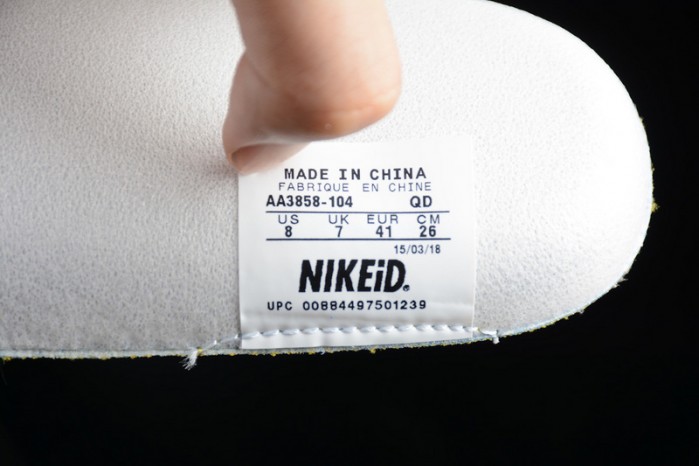 MADE IN CHINA
FABRIQUE EN CHINE
AA3858-104 QD
US UK EUR CM
8 7 41 26
15/03/18
NIKEiD.
UPC 00884497501239